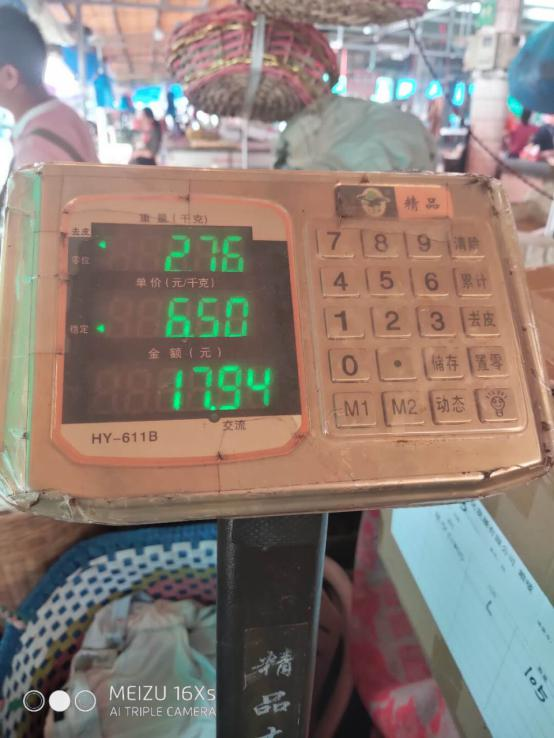 重量(千克)
去皮
零位
2.76
单价(元/千克)
稳定
6.50
金额(元)
17.94
交流
HY-611B
精品
7 8 9 清除
4 5 6 累计
1 2 3 去皮
0 · 储存 置零
M1 M2 动态
精品
105
MEIZU 16Xs
AI TRIPLE CAMERA